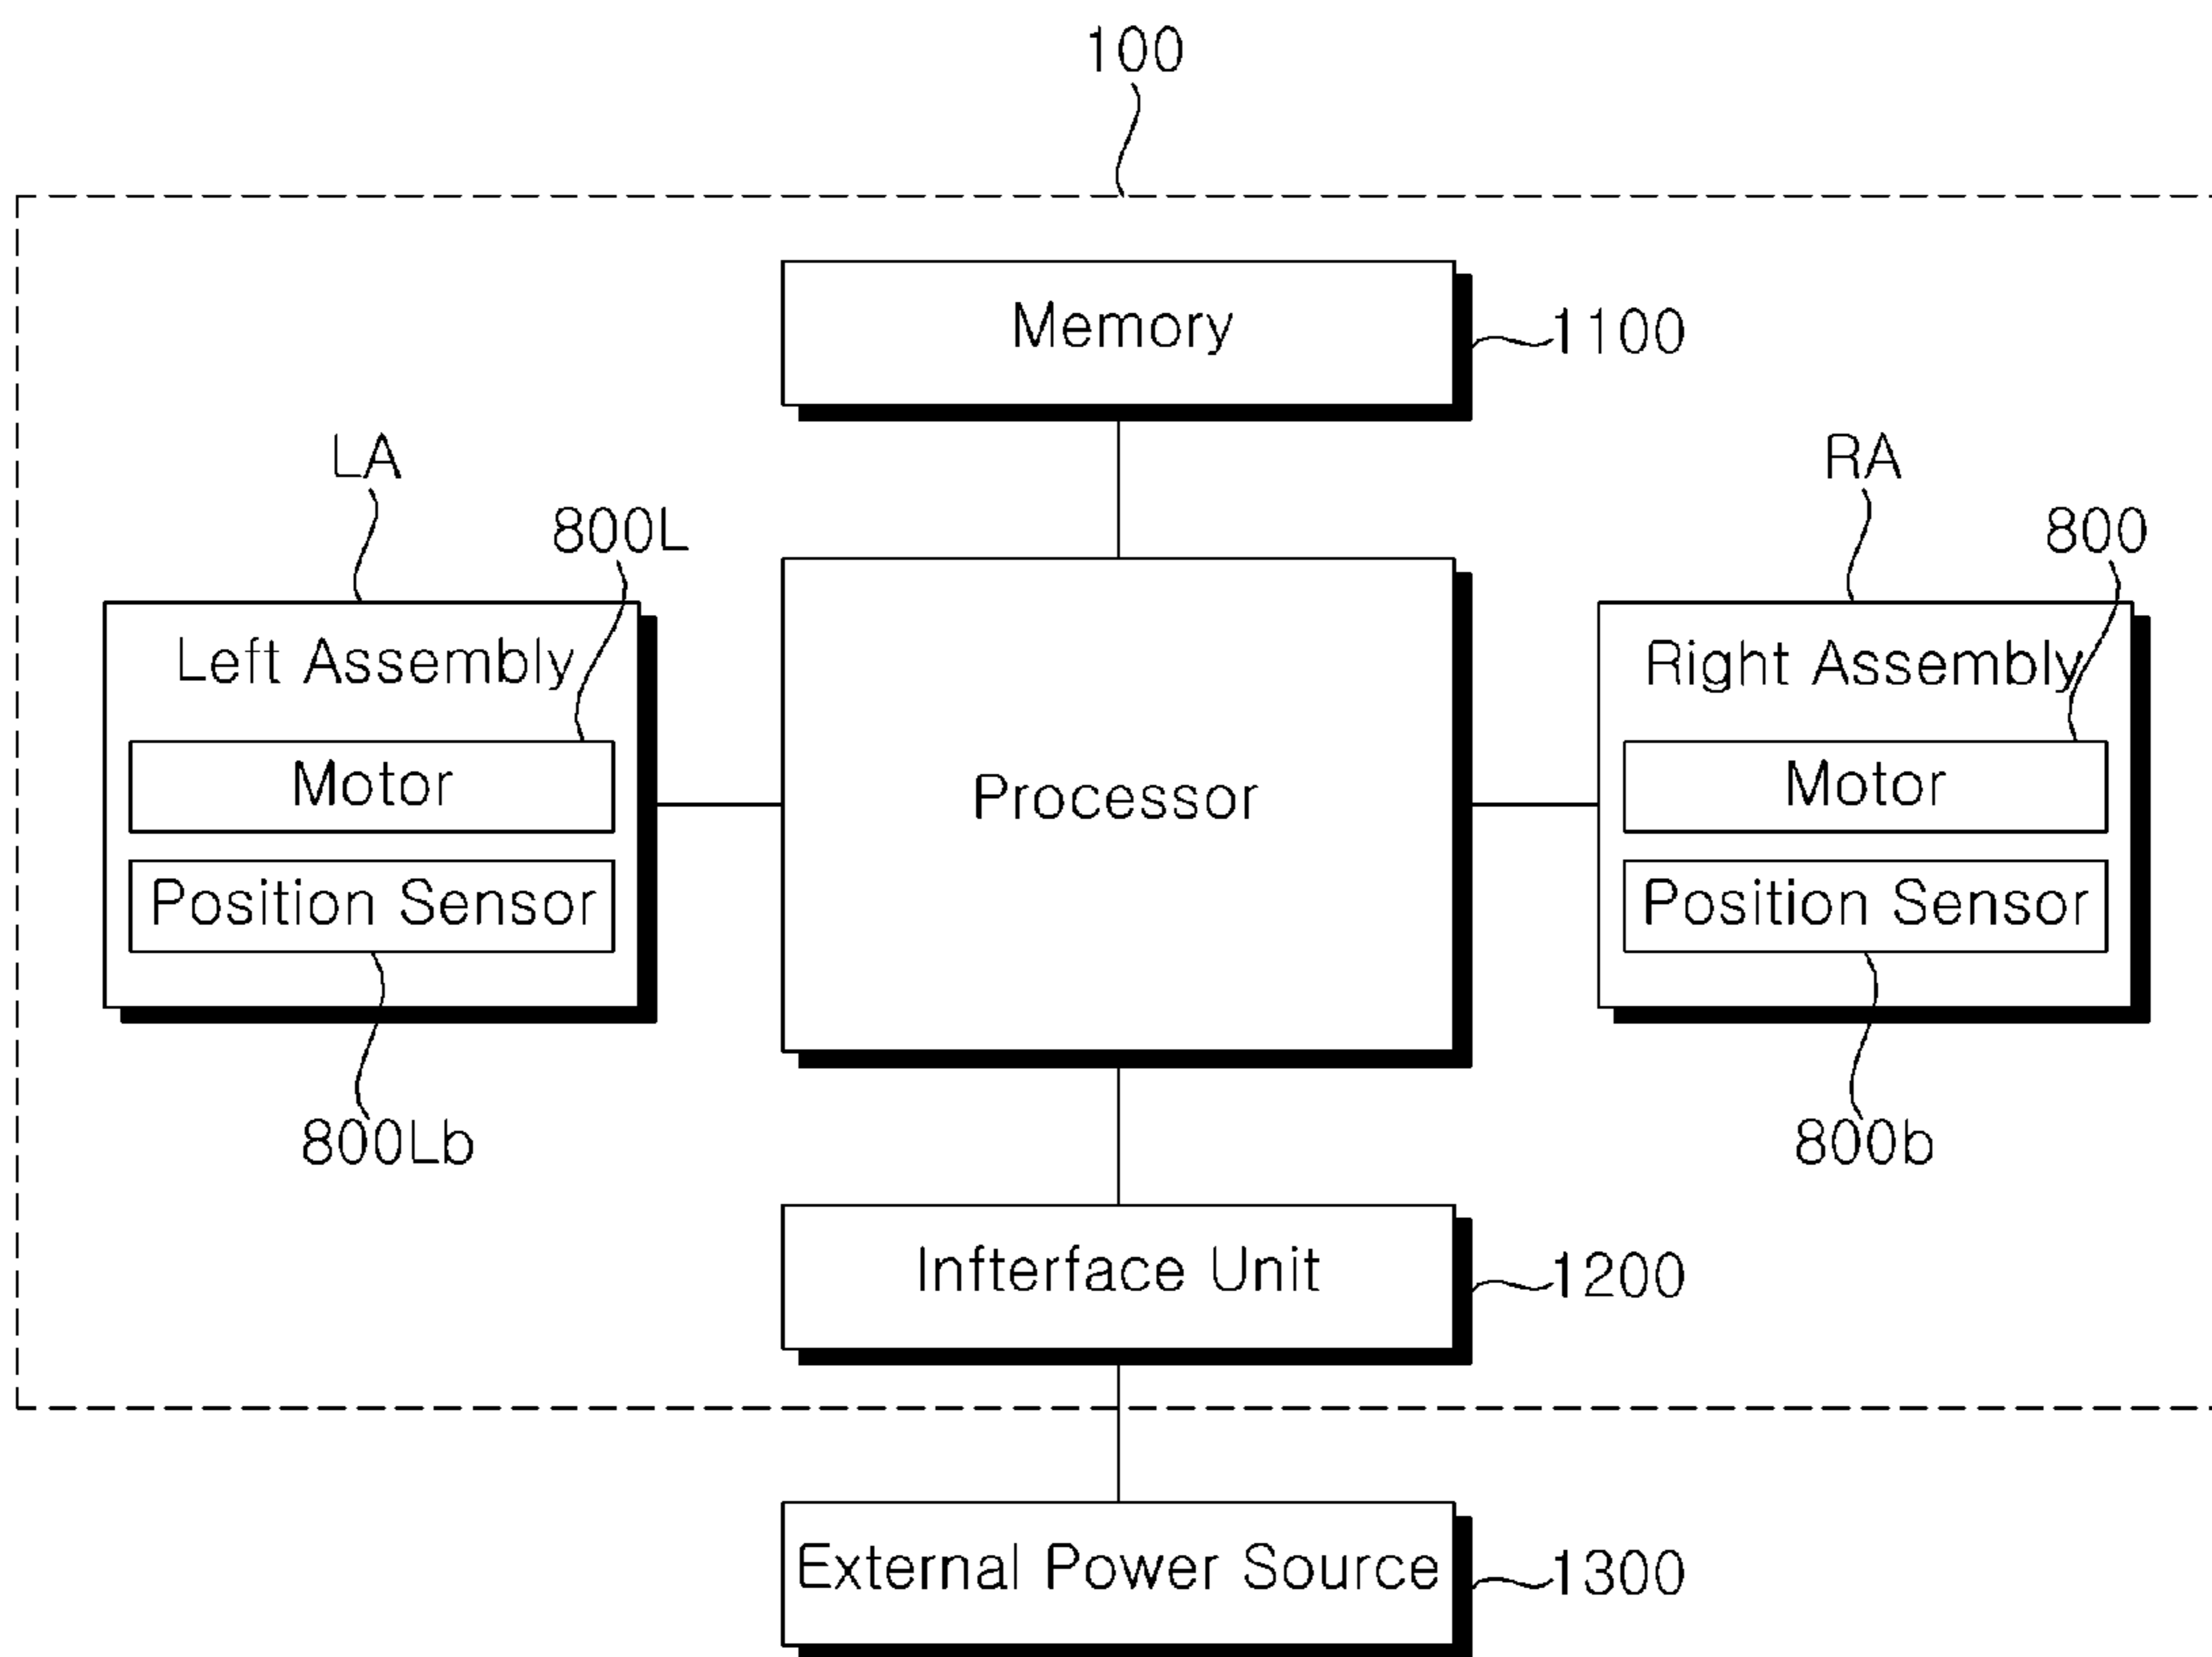 100
Memory
1100
LA
RA
800L
800
Left Assembly
Right Assembly
Motor
Processor
Motor
Position Sensor
Position Sensor
800Lb
800b
Infterface Unit
1200
External Power Source
1300